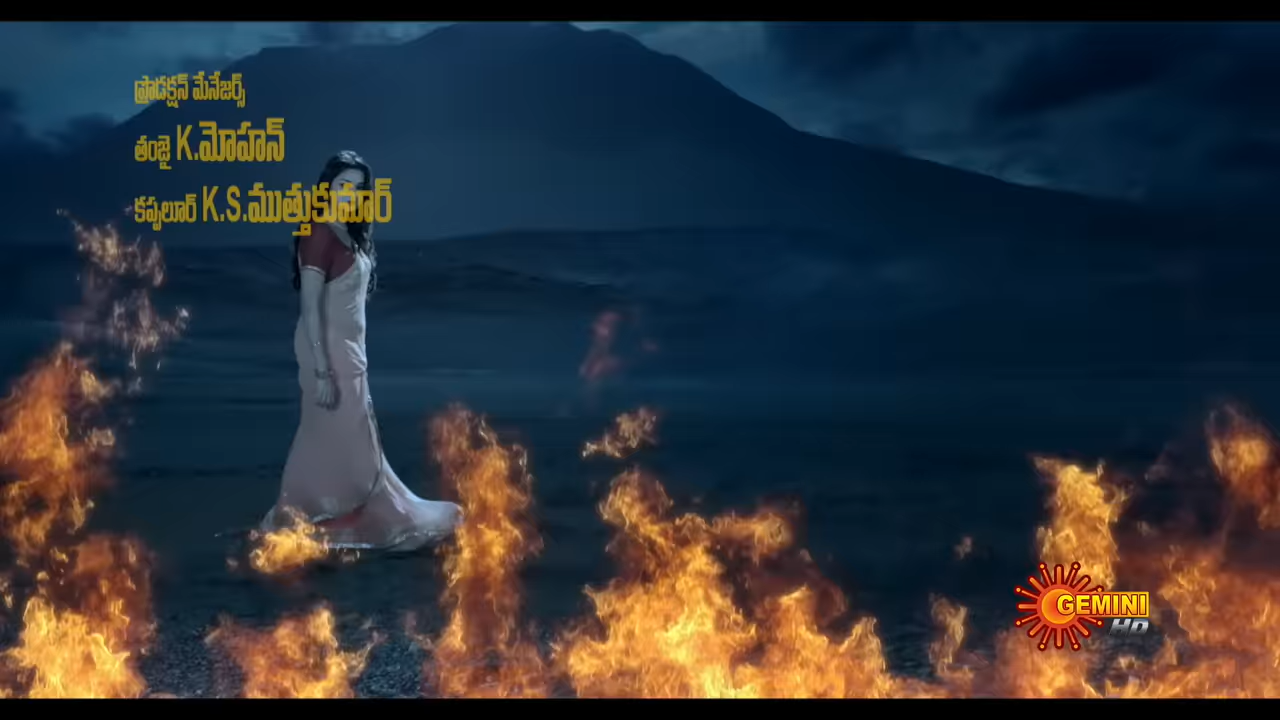 ప్రొడక్షన్ మేనేజర్స్
తంజై K.మోహన్
కప్పలూర్ K.S.ముత్తుకుమార్
GEMINI
HD